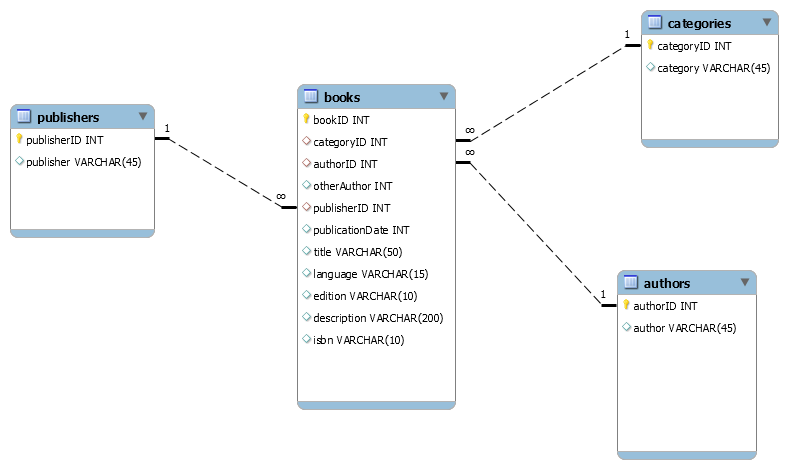 publishers
publisherID INT
publisher VARCHAR(45)
1
∞
books
bookID INT
categoryID INT
authorID INT
otherAuthor INT
publisherID INT
publicationDate INT
title VARCHAR(50)
language VARCHAR(15)
edition VARCHAR(10)
description VARCHAR(200)
isbn VARCHAR(10)
∞
∞
1
categories
categoryID INT
category VARCHAR(45)
1
authors
authorID INT
author VARCHAR(45)